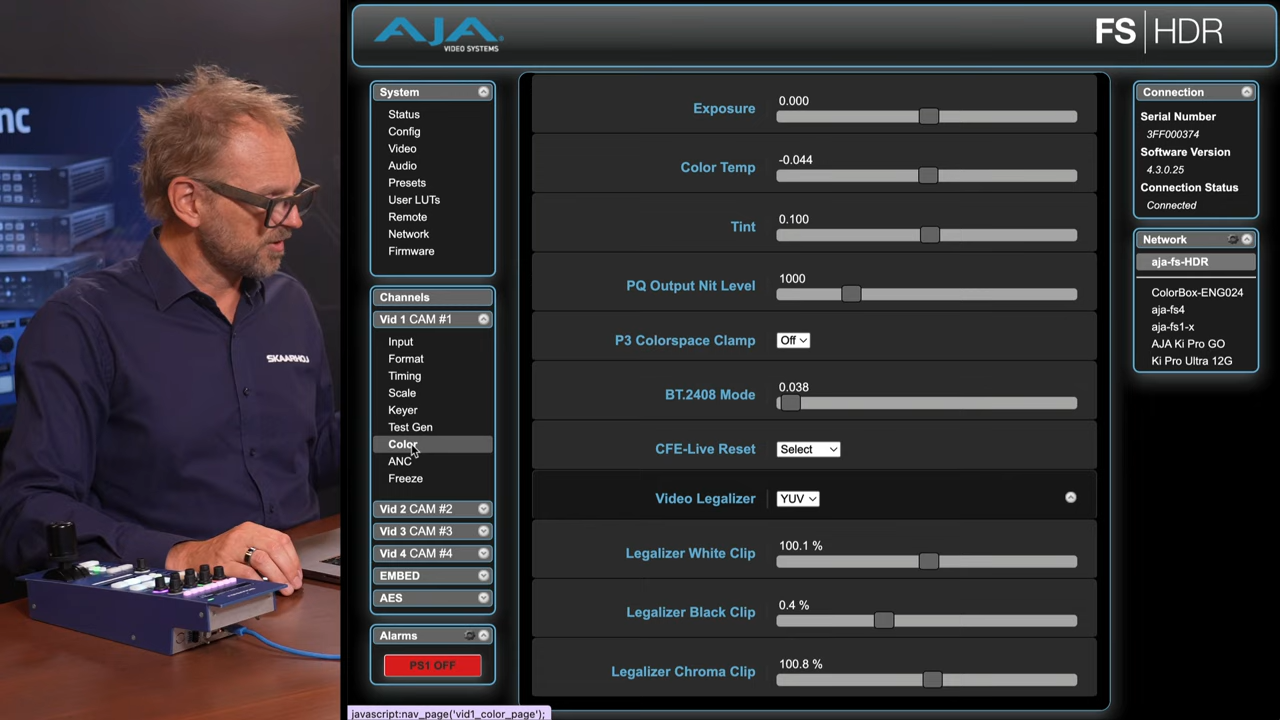 nc
SKAARHOJ
AJA
VIDEO SYSTEMS
FS | HDR
System
Status
Config
Video
Audio
Presets
User LUTs
Remote
Network
Firmware
Channels
Vid 1 CAM #1
Input
Format
Timing
Scale
Keyer
Test Gen
Color
ANC
Freeze
Vid 2 CAM #2
Vid 3 CAM #3
Vid 4 CAM #4
EMBED
AES
Alarms
PS1 OFF
javascript:nav_page('vid1_color_page');
Exposure 0.000
Color Temp -0.044
Tint 0.100
PQ Output Nit Level 1000
P3 Colorspace Clamp Off
BT.2408 Mode 0.038
CFE-Live Reset Select
Video Legalizer YUV
Legalizer White Clip 100.1 %
Legalizer Black Clip 0.4 %
Legalizer Chroma Clip 100.8 %
Connection
Serial Number
3FF000374
Software Version
4.3.0.25
Connection Status
Connected
Network
aja-fs-HDR
ColorBox-ENG024
aja-fs4
aja-fs1-x
AJA Ki Pro GO
Ki Pro Ultra 12G